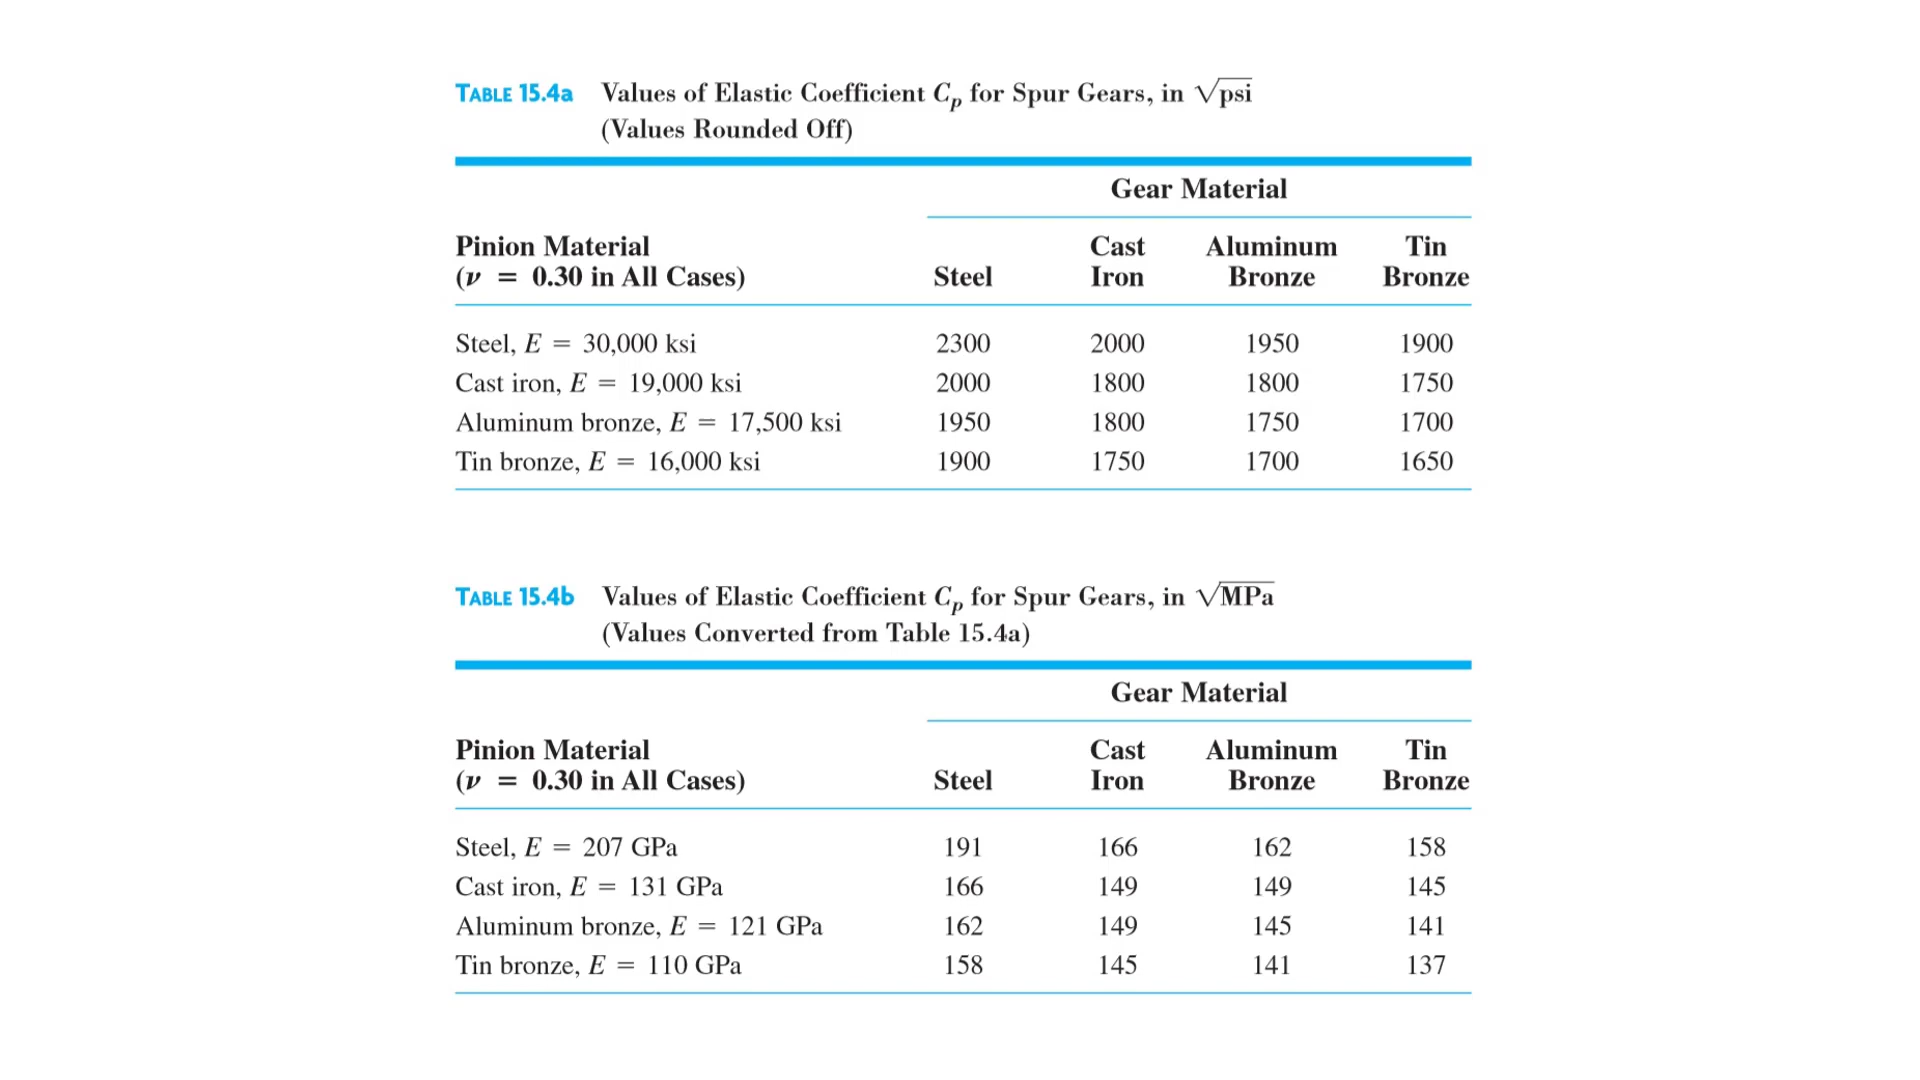 TABLE 15.4a Values of Elastic Coefficient Cp for Spur Gears, in √psi
(Values Rounded Off)
Gear Material
Pinion Material Cast Aluminum Tin
(ν = 0.30 in All Cases) Steel Iron Bronze Bronze
Steel, E = 30,000 ksi 2300 2000 1950 1900
Cast iron, E = 19,000 ksi 2000 1800 1800 1750
Aluminum bronze, E = 17,500 ksi 1950 1800 1750 1700
Tin bronze, E = 16,000 ksi 1900 1750 1700 1650
TABLE 15.4b Values of Elastic Coefficient Cp for Spur Gears, in √MPa
(Values Converted from Table 15.4a)
Gear Material
Pinion Material Cast Aluminum Tin
(ν = 0.30 in All Cases) Steel Iron Bronze Bronze
Steel, E = 207 GPa 191 166 162 158
Cast iron, E = 131 GPa 166 149 149 145
Aluminum bronze, E = 121 GPa 162 149 145 141
Tin bronze, E = 110 GPa 158 145 141 137